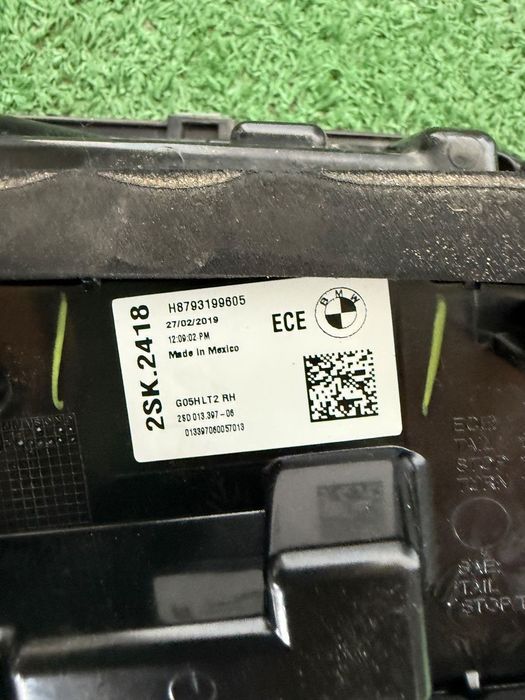 2SK.2418
H8793199605
27/02/2019
12:09:02 PM
Made in Mexico
ECE
BMW
G05HLT2 RH
2SD 013.397-06
013397060057013
TAIL
STOP
TURN
SAE
TAIL
STOP T